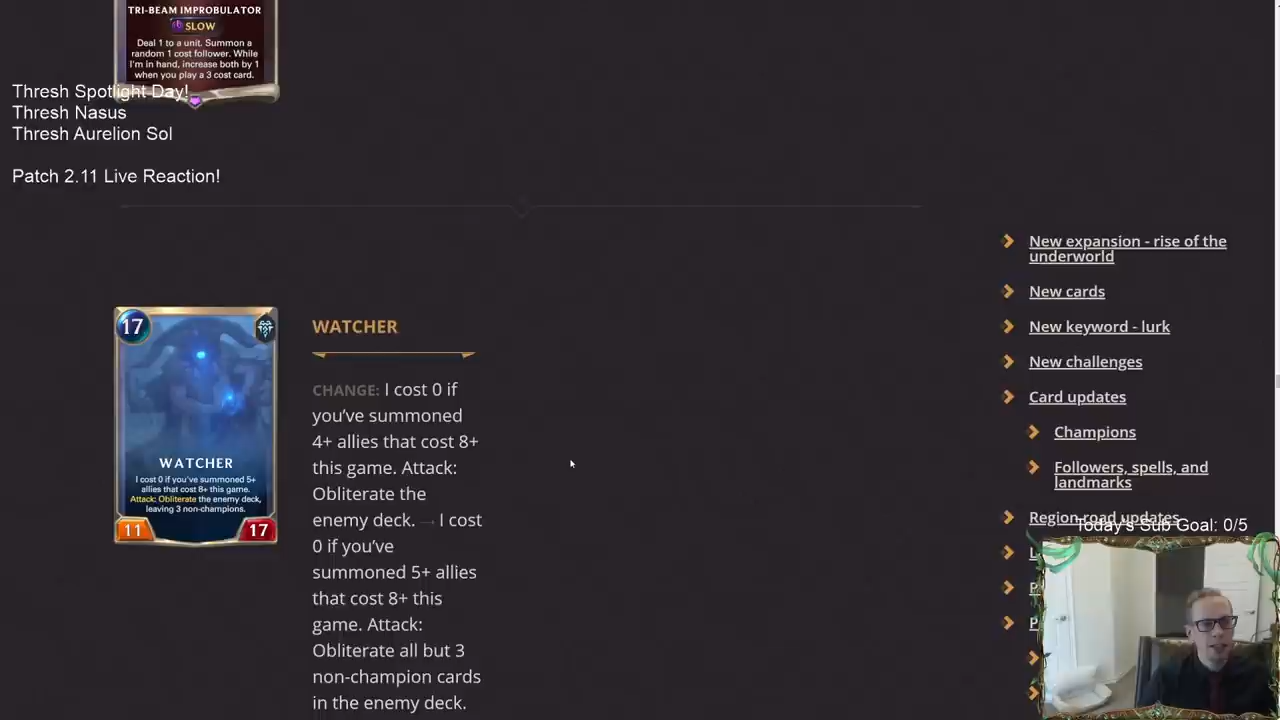 TRI-BEAM IMPROBULATOR
SLOW
Deal 1 to a unit. Summon a
random 1 cost follower. While
I'm in hand, increase both by 1
when you play a 3 cost card.
Thresh Spotlight Day!
Thresh Nasus
Thresh Aurelion Sol
Patch 2.11 Live Reaction!
17
WATCHER
I cost 0 if you've summoned 5+
allies that cost 8+ this game.
Attack: Obliterate the enemy deck,
leaving 3 non-champions.
11
17
WATCHER
CHANGE: I cost 0 if
you've summoned
4+ allies that cost 8+
this game. Attack:
Obliterate the
enemy deck. → I cost
0 if you've
summoned 5+ allies
that cost 8+ this
game. Attack:
Obliterate all but 3
non-champion cards
in the enemy deck.
New expansion - rise of the
underworld
New cards
New keyword - lurk
New challenges
Card updates
Champions
Followers, spells, and
landmarks
Region road updates
Today's Sub Goal: 0/5